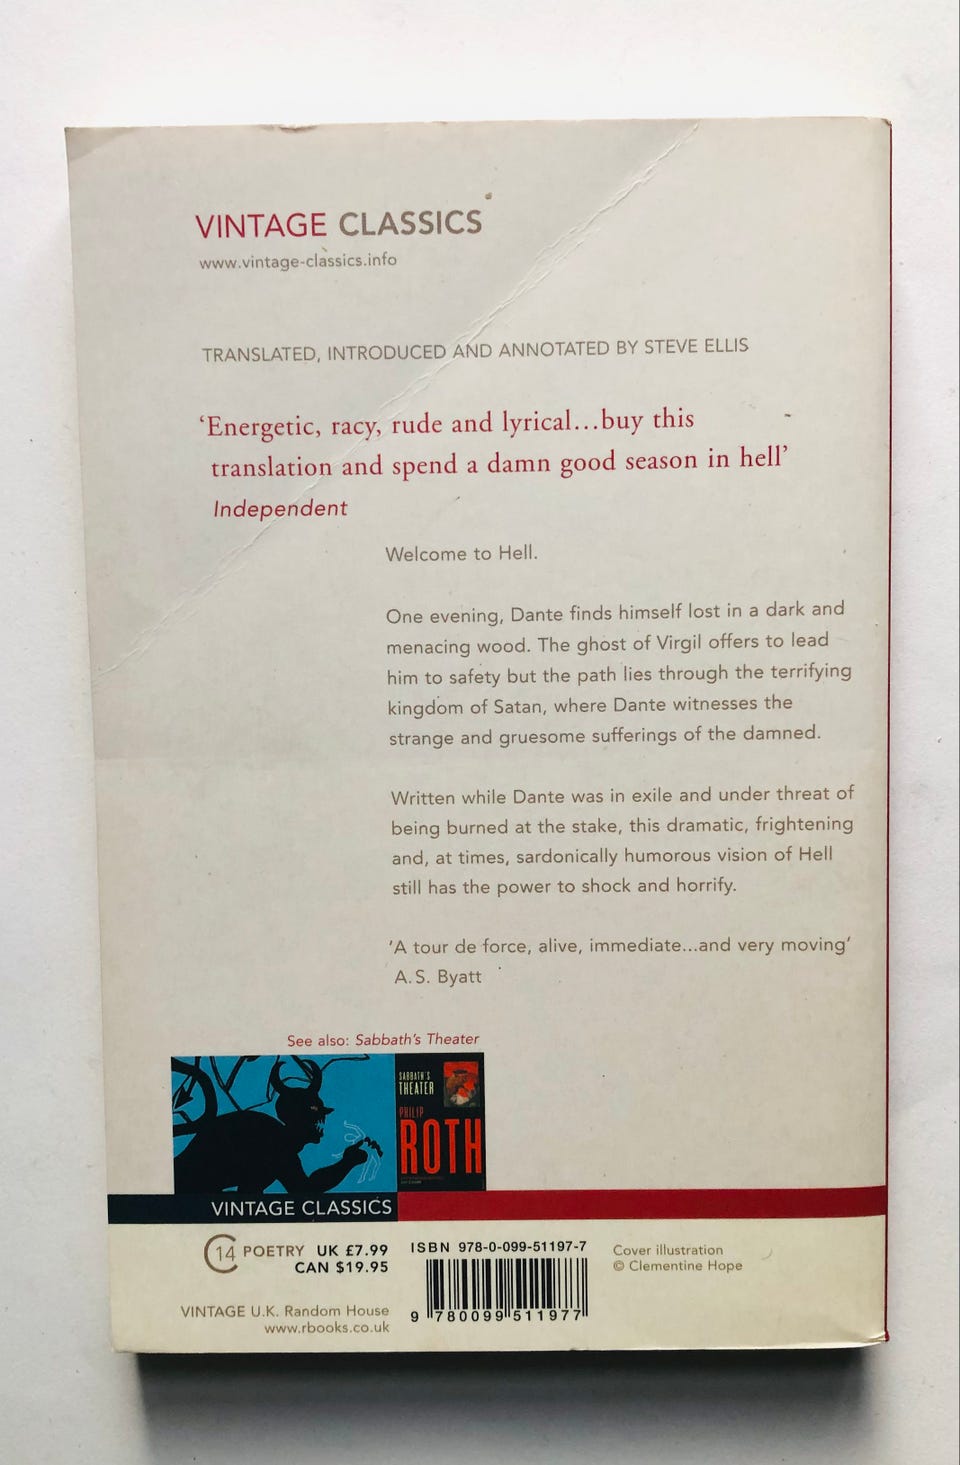 VINTAGE CLASSICS
www.vintage-classics.info
TRANSLATED, INTRODUCED AND ANNOTATED BY STEVE ELLIS
‘Energetic, racy, rude and lyrical...buy this
translation and spend a damn good season in hell’
Independent
Welcome to Hell.
One evening, Dante finds himself lost in a dark and
menacing wood. The ghost of Virgil offers to lead
him to safety but the path lies through the terrifying
kingdom of Satan, where Dante witnesses the
strange and gruesome sufferings of the damned.
Written while Dante was in exile and under threat of
being burned at the stake, this dramatic, frightening
and, at times, sardonically humorous vision of Hell
still has the power to shock and horrify.
‘A tour de force, alive, immediate...and very moving’
A.S. Byatt
See also: Sabbath’s Theater
SABBATH’S
THEATER
PHILIP
ROTH
VINTAGE CLASSICS
14 POETRY UK £7.99
CAN $19.95
VINTAGE U.K. Random House
www.rbooks.co.uk
ISBN 978-0-099-51197-7
9 780099 511977
Cover illustration
© Clementine Hope